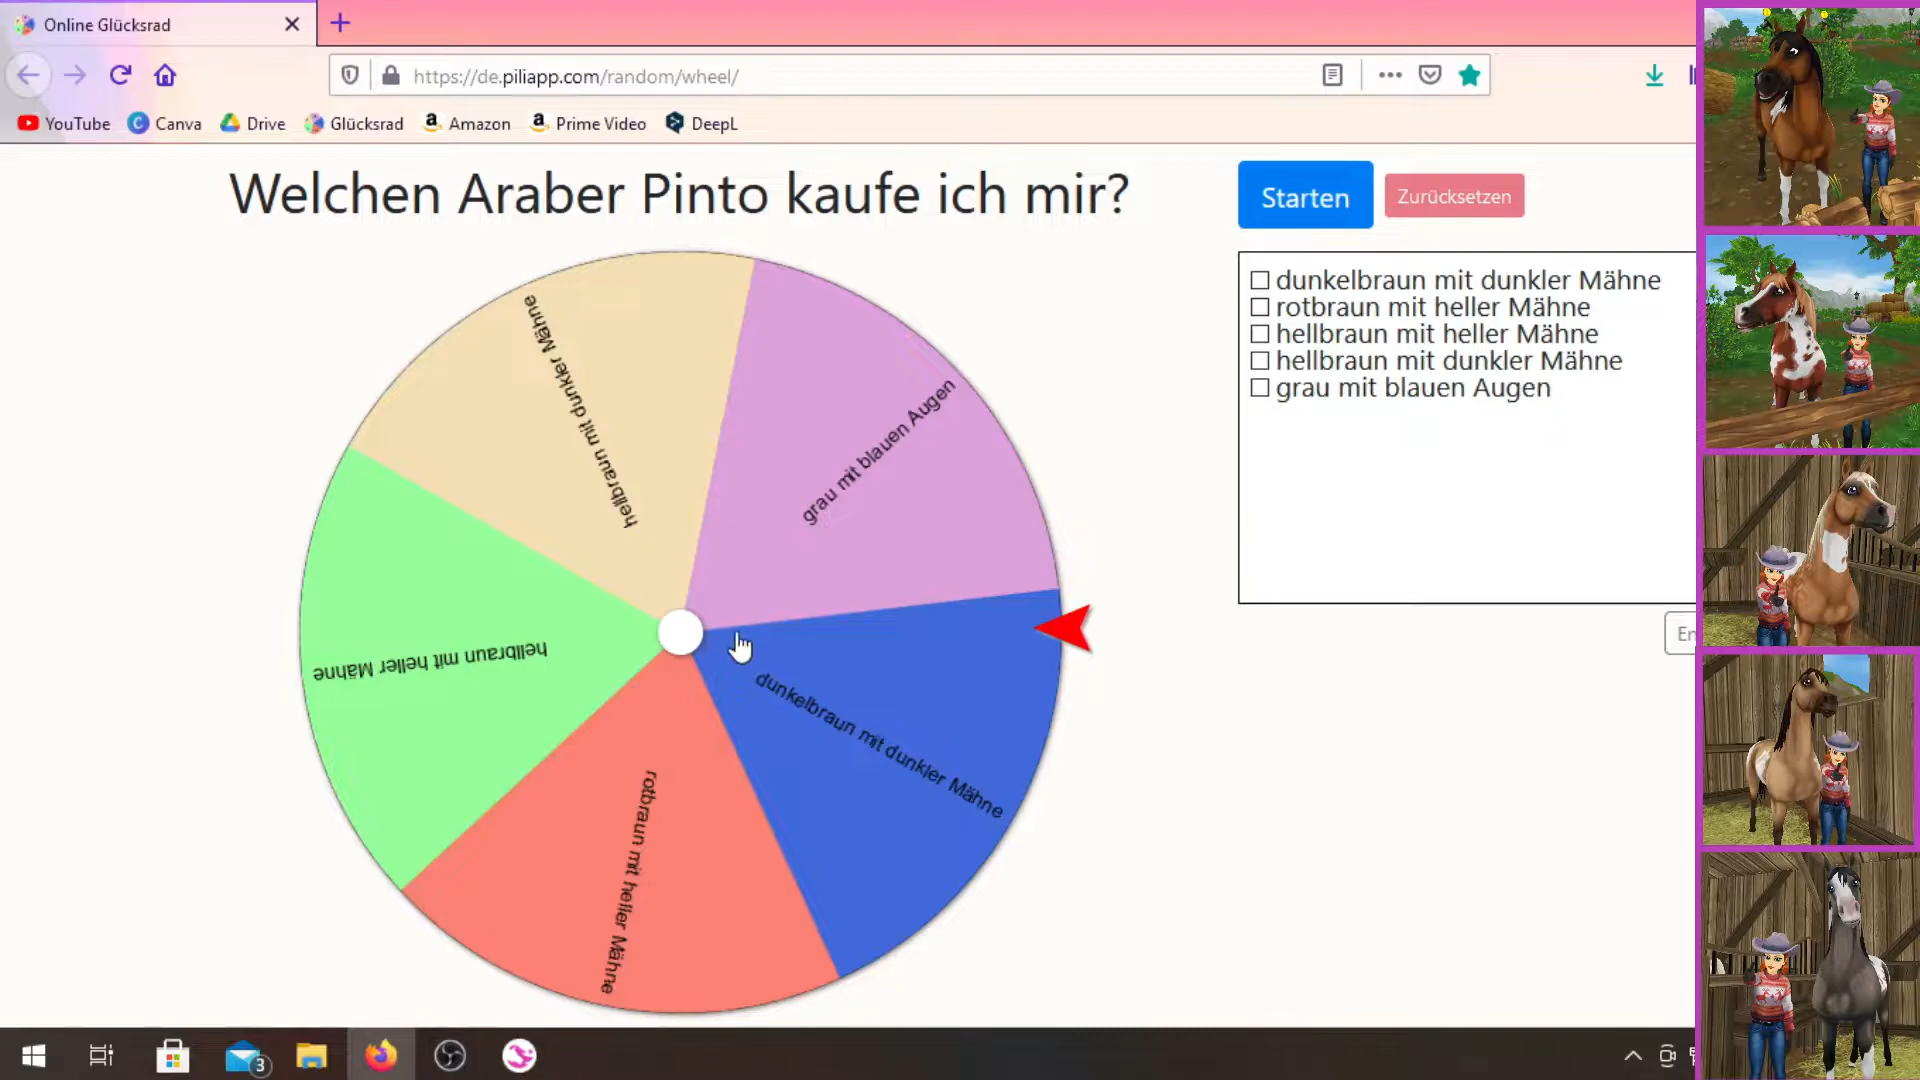 Online Glücksrad
https://de.piliapp.com/random/wheel/
YouTube Canva Drive Glücksrad Amazon Prime Video DeepL
Welchen Araber Pinto kaufe ich mir?
Starten
Zurücksetzen
dunkelbraun mit dunkler Mähne
rotbraun mit heller Mähne
hellbraun mit heller Mähne
hellbraun mit dunkler Mähne
grau mit blauen Augen
hellbraun mit dunkler Mähne
grau mit blauen Augen
hellbraun mit heller Mähne
dunkelbraun mit dunkler Mähne
rotbraun mit heller Mähne
3